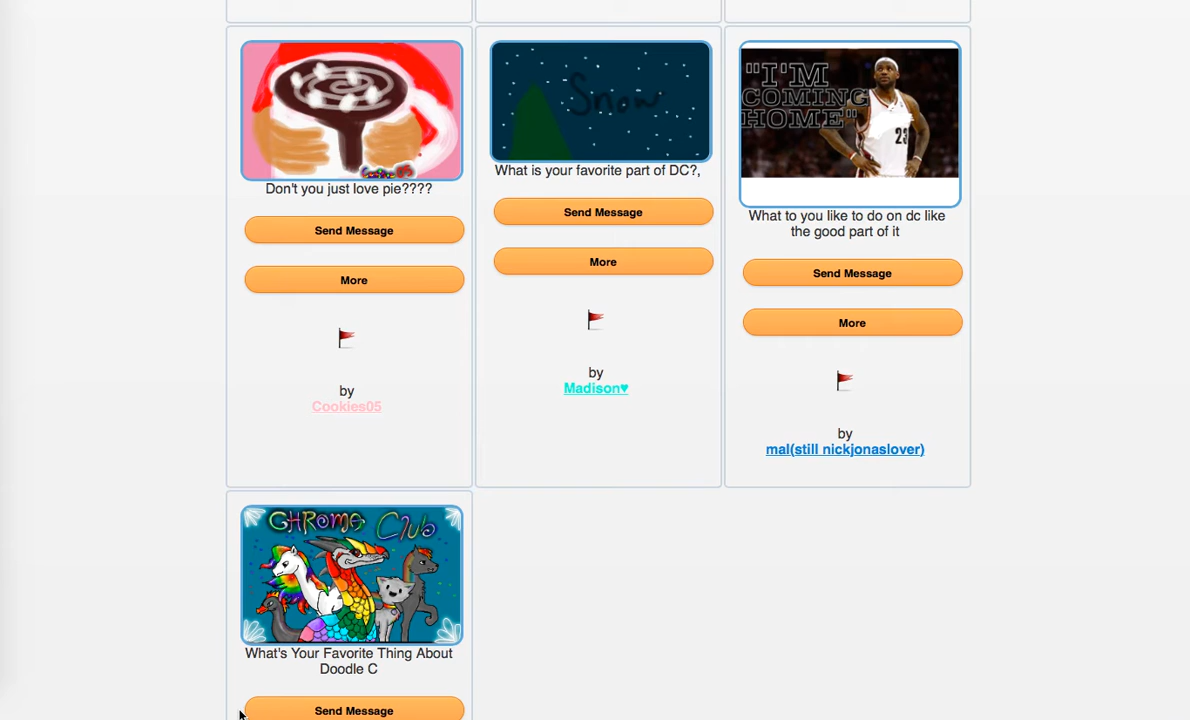 Cookies05
Don't you just love pie????
Send Message
More
by
Cookies05
Snow
What is your favorite part of DC?,
Send Message
More
by
Madison♥
"I'M
COMING
HOME"
23
What to you like to do on dc like
the good part of it
Send Message
More
by
mal(still nickjonaslover)
CHROMA Club
What's Your Favorite Thing About
Doodle C
Send Message